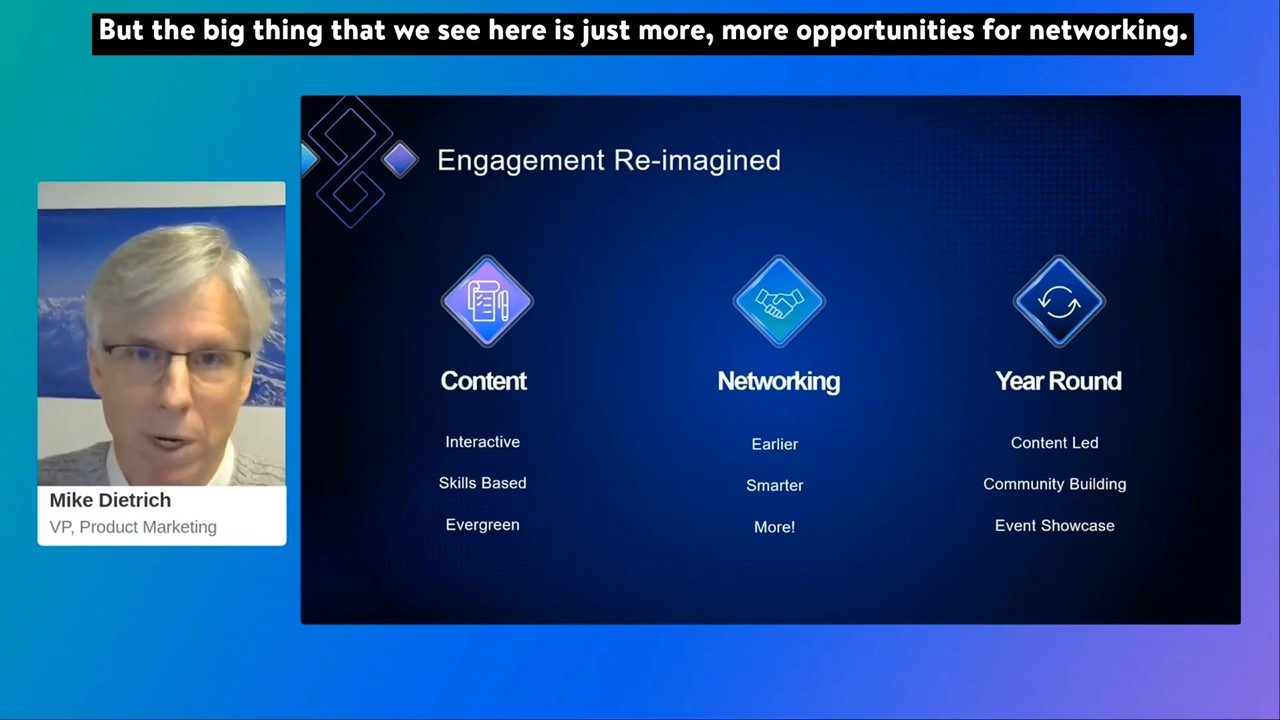 But the big thing that we see here is just more, more opportunities for networking.
Engagement Re-imagined
Content
Interactive
Skills Based
Evergreen
Networking
Earlier
Smarter
More!
Year Round
Content Led
Community Building
Event Showcase
Mike Dietrich
VP, Product Marketing